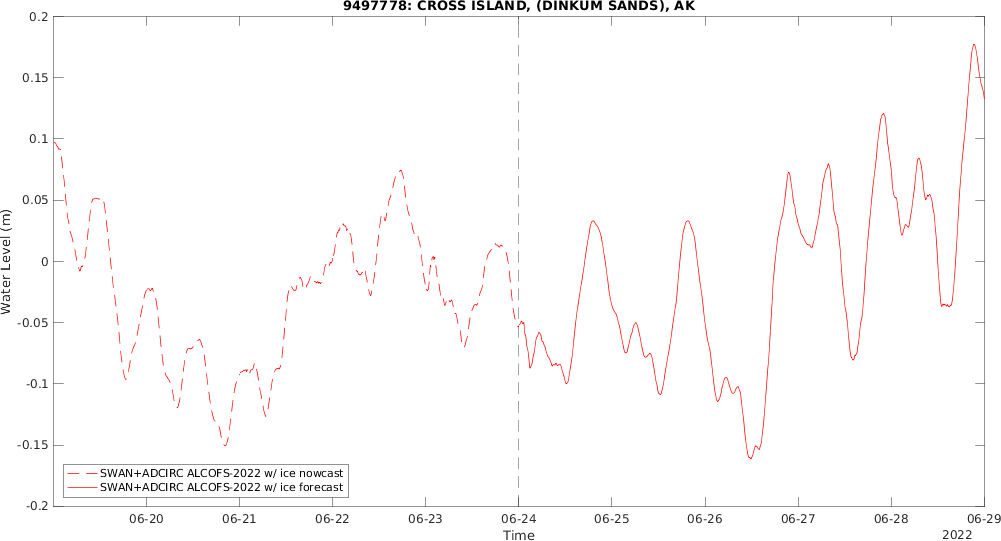 9497778: CROSS ISLAND, (DINKUM SANDS), AK
0.2
0.15
0.1
0.05
0
-0.05
-0.1
-0.15
-0.2
Water Level (m)
SWAN+ADCIRC ALCOFS-2022 w/ ice nowcast
SWAN+ADCIRC ALCOFS-2022 w/ ice forecast
06-20 06-21 06-22 06-23 06-24 06-25 06-26 06-27 06-28 06-29
Time
2022